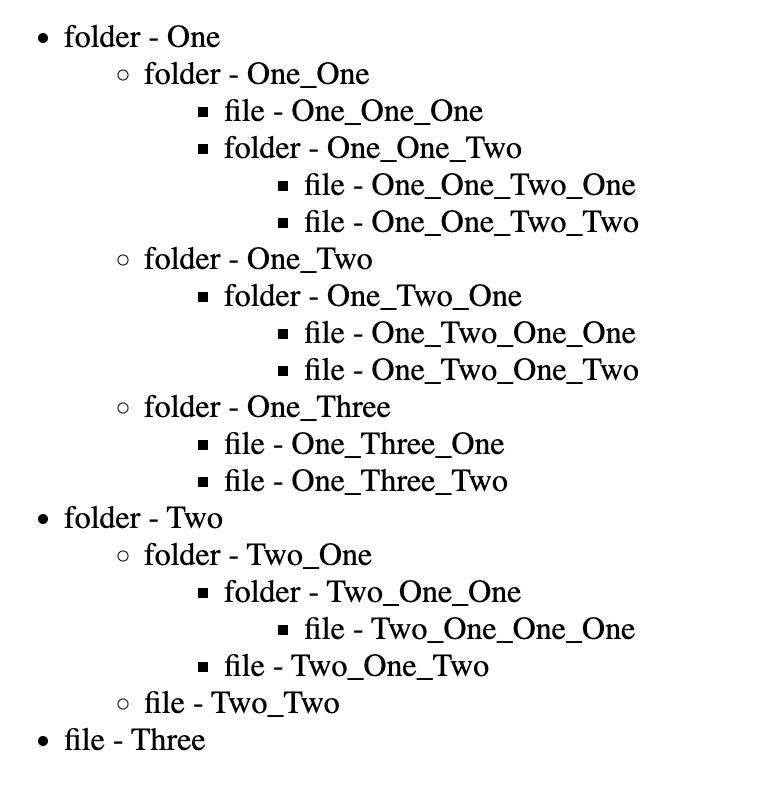 folder - One
folder - One_One
file - One_One_One
folder - One_One_Two
file - One_One_Two_One
file - One_One_Two_Two
folder - One_Two
folder - One_Two_One
file - One_Two_One_One
file - One_Two_One_Two
folder - One_Three
file - One_Three_One
file - One_Three_Two
folder - Two
folder - Two_One
folder - Two_One_One
file - Two_One_One_One
file - Two_One_Two
file - Two_Two
file - Three